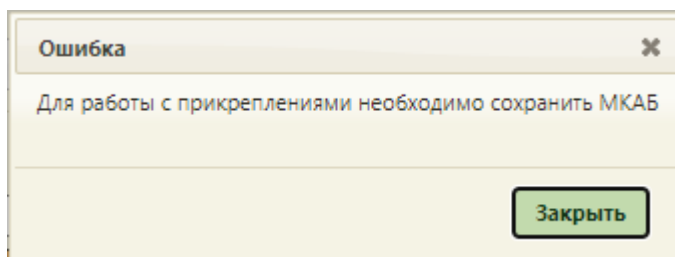 Ошибка
Для работы с прикреплениями необходимо сохранить МКАБ
Закрыть